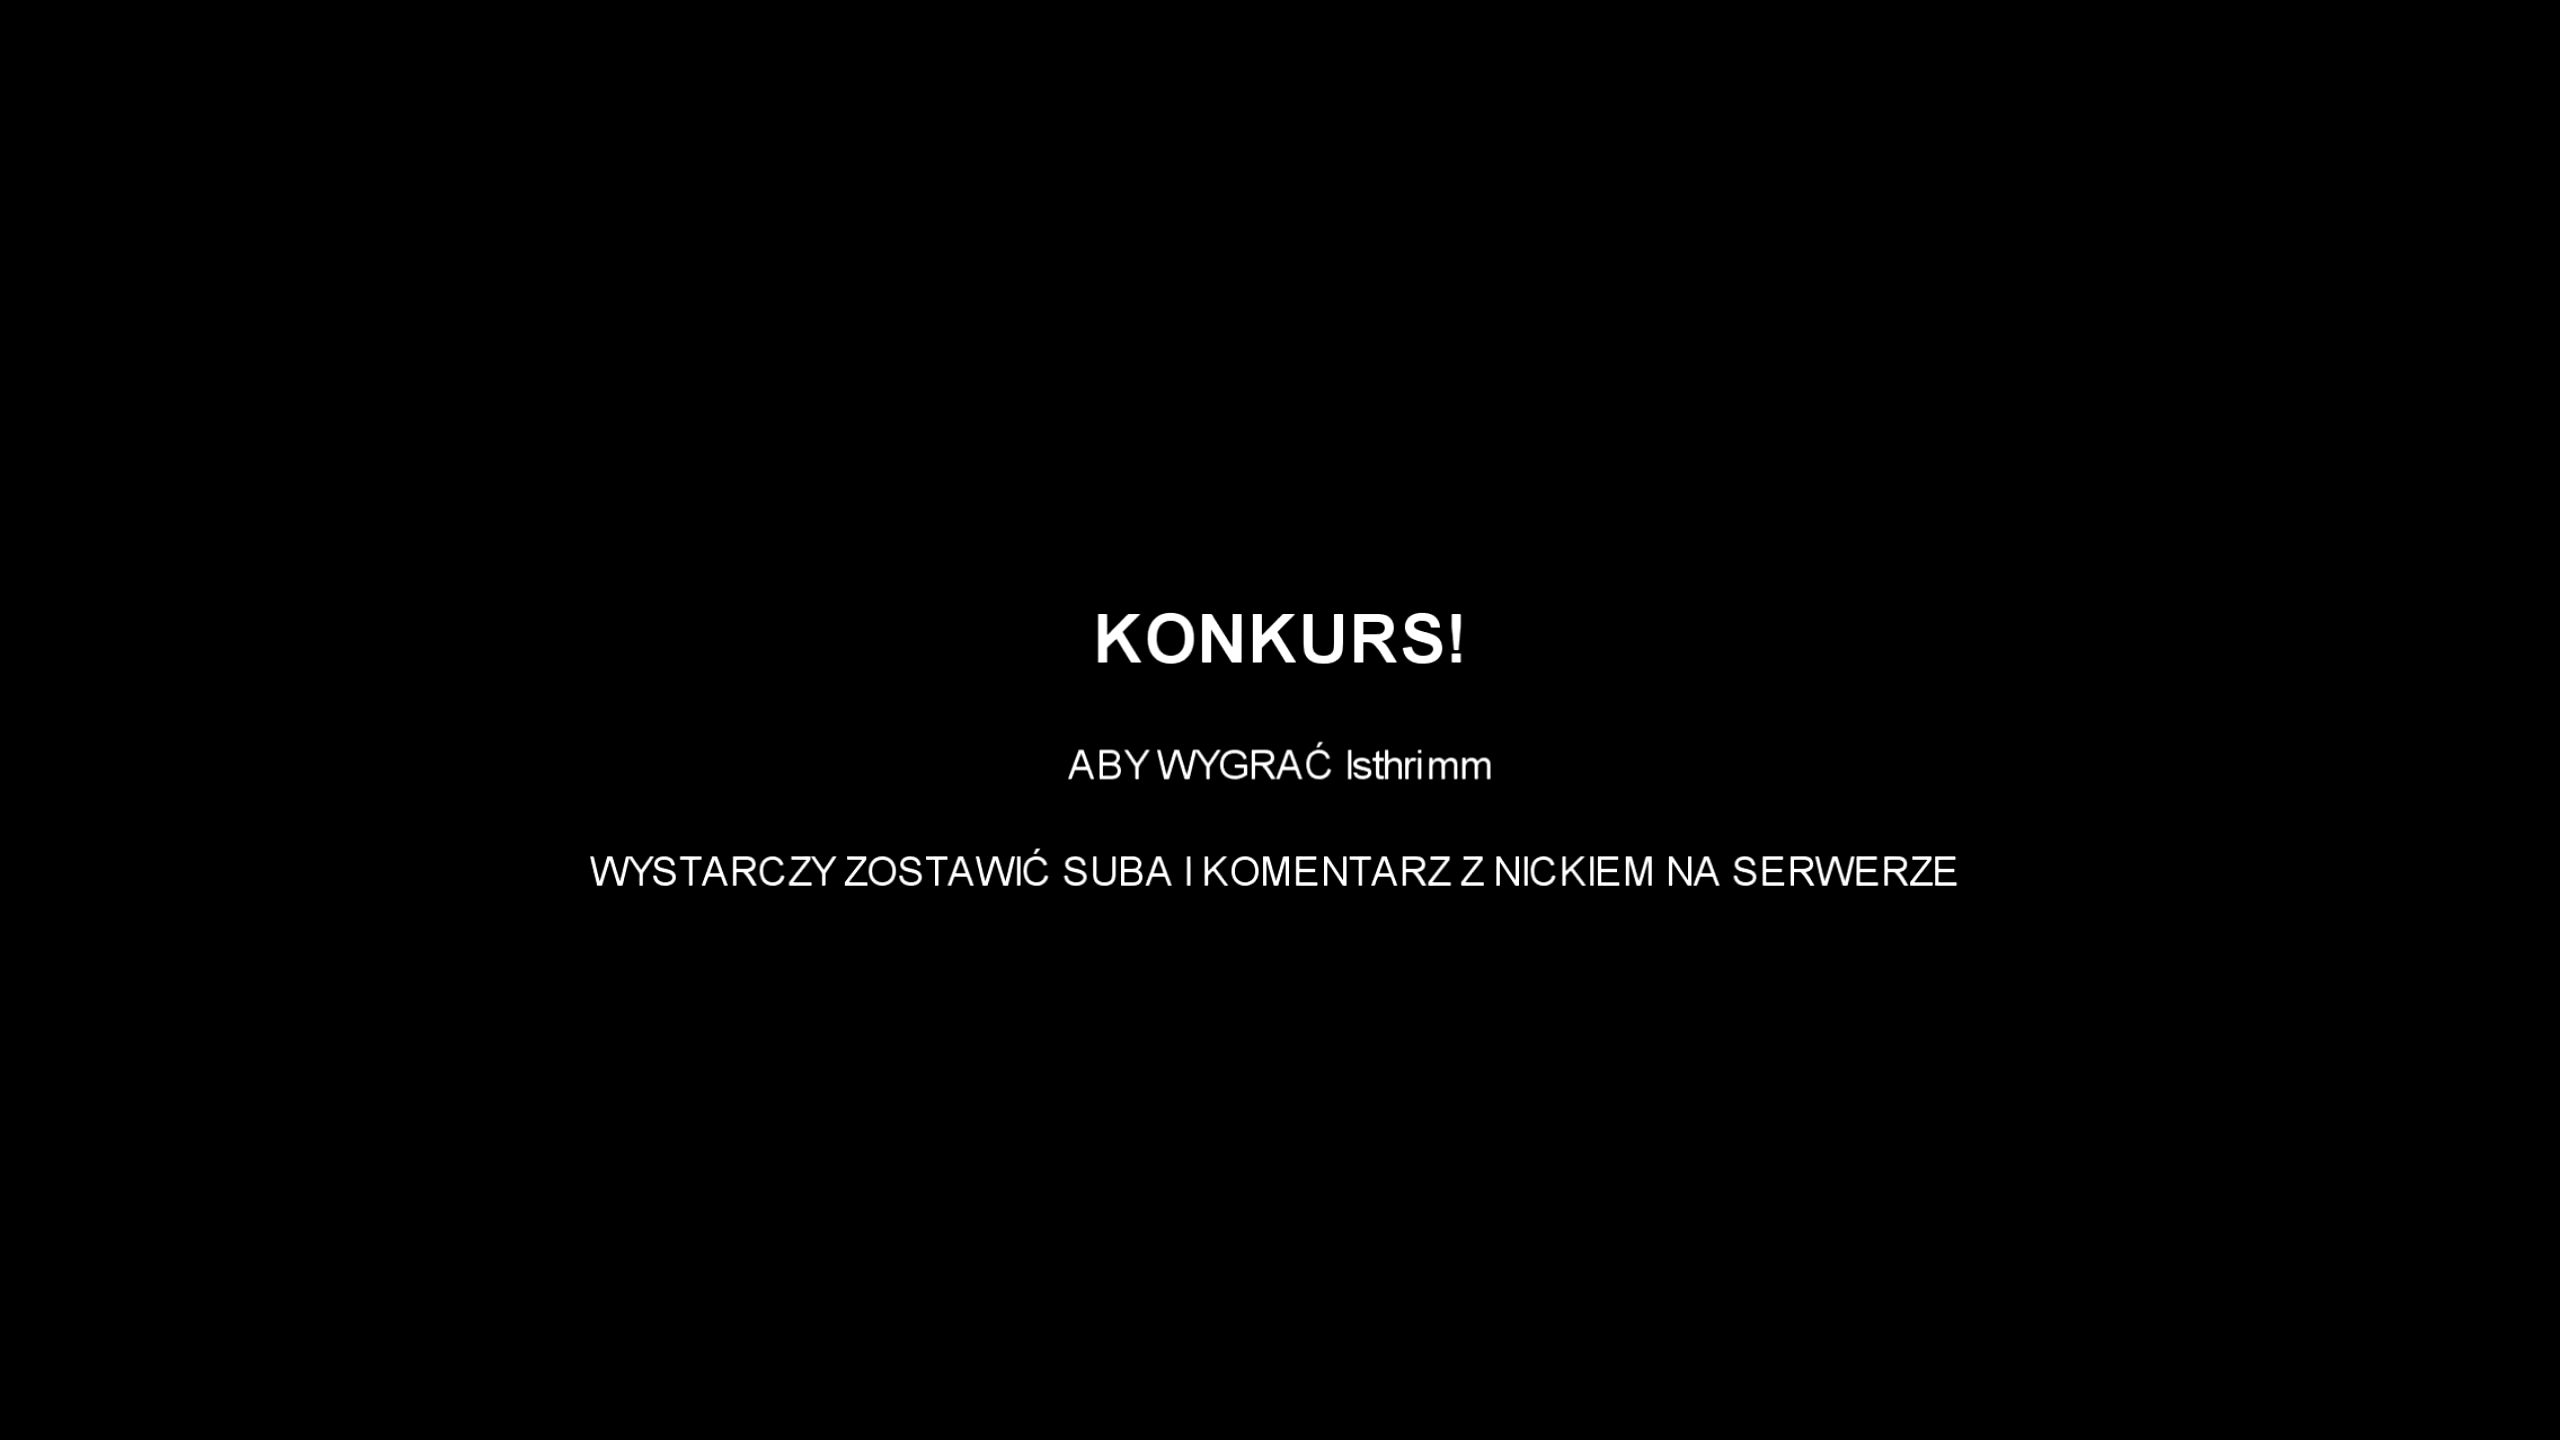 KONKURS!
ABY WYGRAĆ Isthrimm
WYSTARCZY ZOSTAWIĆ SUBA I KOMENTARZ Z NICKIEM NA SERWERZE